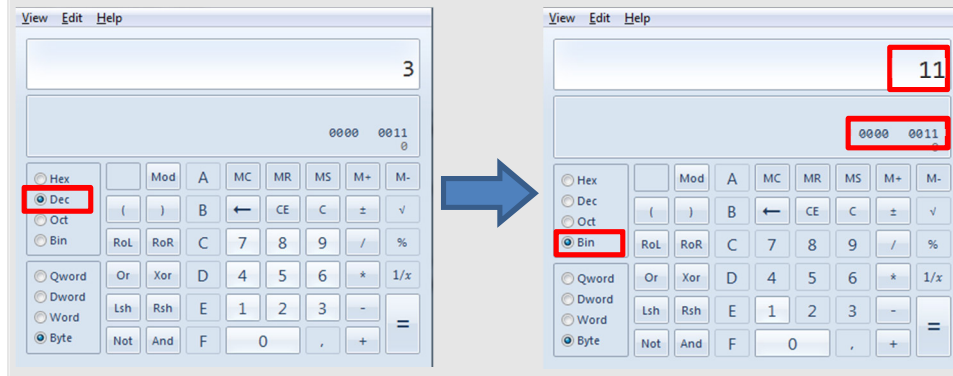 View Edit Help
3
0000 0011
0
Hex Mod A MC MR MS M+ M-
Dec ( ) B ← CE C ± √
Oct
Bin RoL RoR C 7 8 9 / %
Qword Or Xor D 4 5 6 * 1/x
Dword
Word Lsh Rsh E 1 2 3 - =
Byte Not And F 0 , +
View Edit Help
11
0000 0011
0
Hex Mod A MC MR MS M+ M-
Dec ( ) B ← CE C ± √
Oct
Bin RoL RoR C 7 8 9 / %
Qword Or Xor D 4 5 6 * 1/x
Dword
Word Lsh Rsh E 1 2 3 - =
Byte Not And F 0 , +